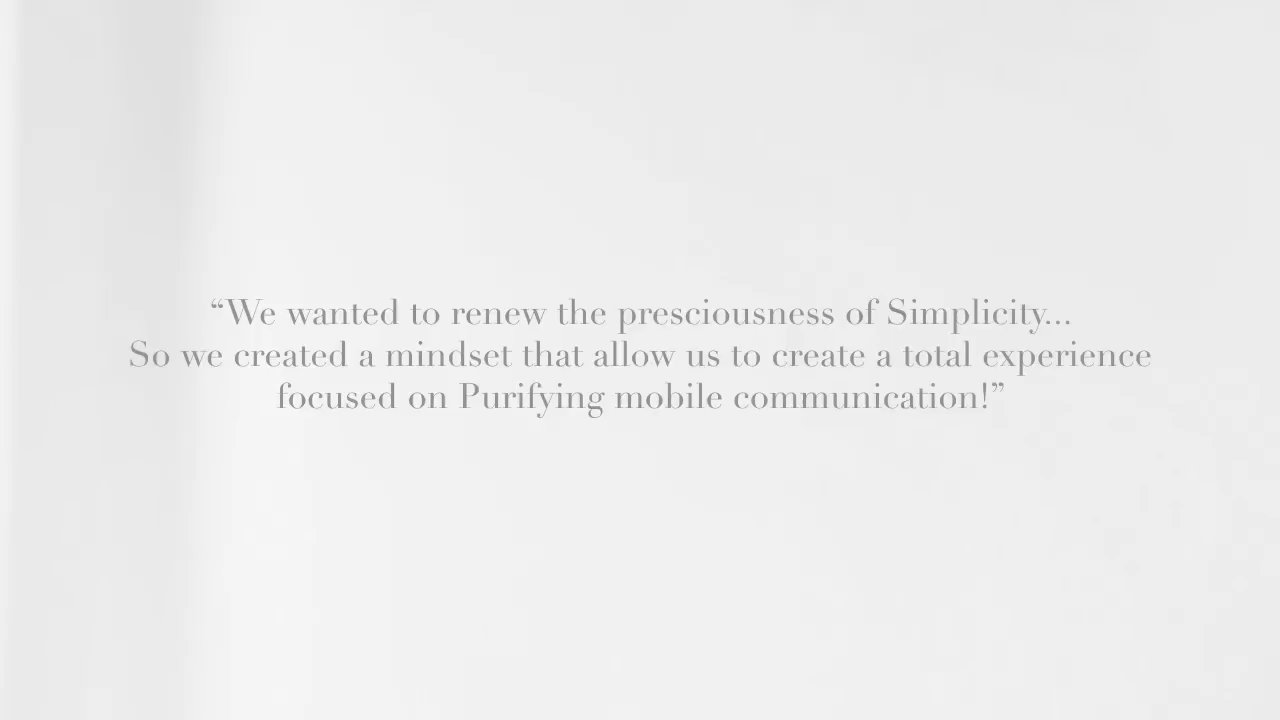 “We wanted to renew the presciousness of Simplicity...
So we created a mindset that allow us to create a total experience
focused on Purifying mobile communication!”